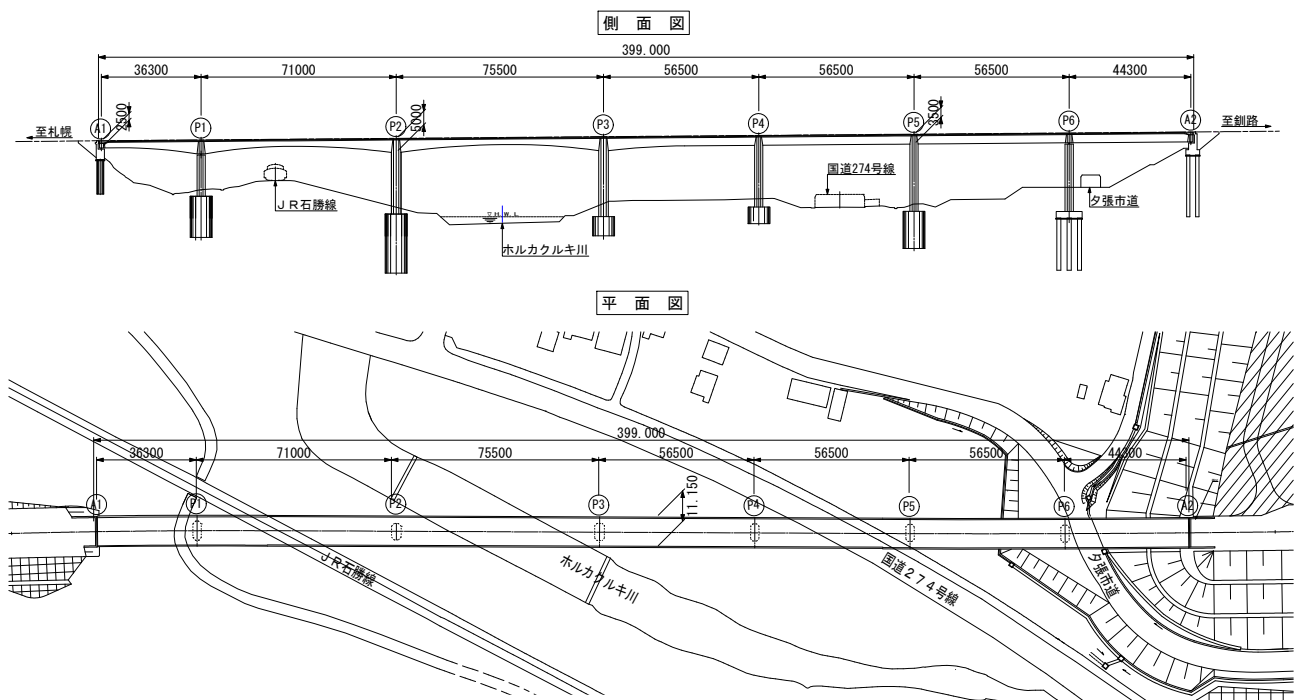 側 面 図
399.000
36300 71000 75500 56500 56500 56500 44300
至札幌 A1 2500 P1 P2 5000 P3 P4 P5 3500 P6 A2 至釧路
国道274号線
JR石勝線 夕張市道
▽H.W.L
ホルカクルキ川
平 面 図
399.000
36300 71000 75500 56500 56500 56500 44300
A1 P1 P2 P3 11.150 P4 P5 P6 A2
JR石勝線
ホルカクルキ川
国道274号線
夕張市道